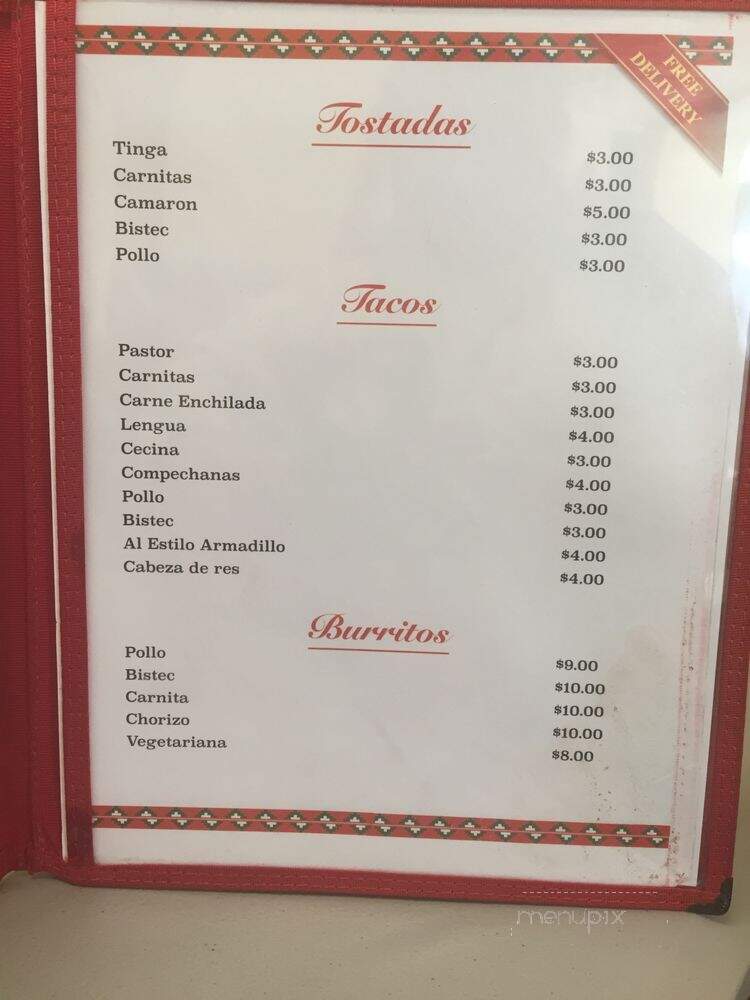 FREE
DELIVERY
Tostadas
Tinga $3.00
Carnitas $3.00
Camaron $5.00
Bistec $3.00
Pollo $3.00
Tacos
Pastor $3.00
Carnitas $3.00
Carne Enchilada $3.00
Lengua $4.00
Cecina $3.00
Compechanas $4.00
Pollo $3.00
Bistec $3.00
Al Estilo Armadillo $4.00
Cabeza de res $4.00
Burritos
Pollo $9.00
Bistec $10.00
Carnita $10.00
Chorizo $10.00
Vegetariana $8.00
menupix